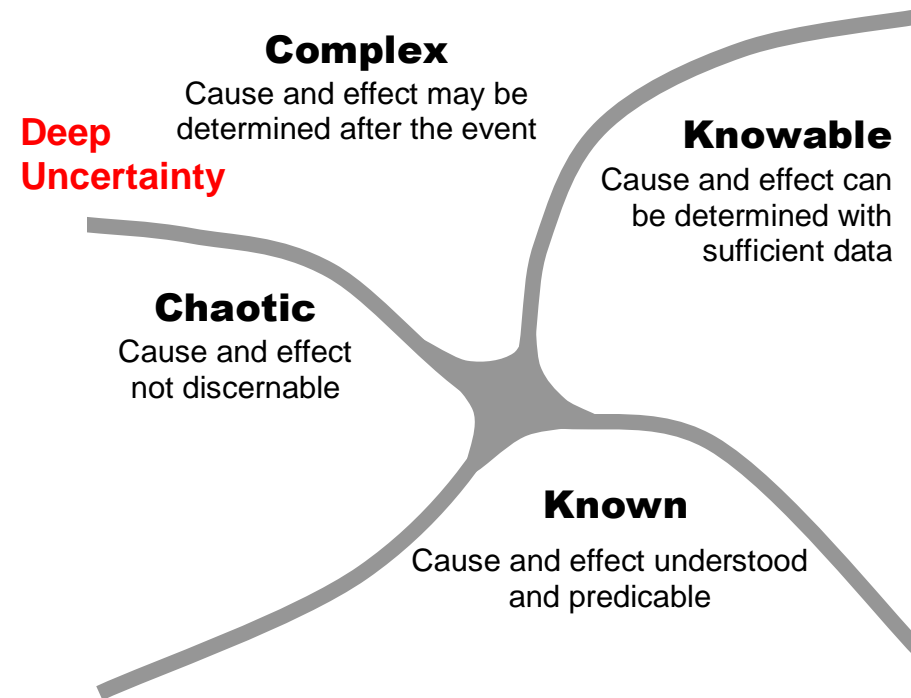 Complex
Cause and effect may be
determined after the event
Deep
Uncertainty
Knowable
Cause and effect can
be determined with
sufficient data
Chaotic
Cause and effect
not discernable
Known
Cause and effect understood
and predicable